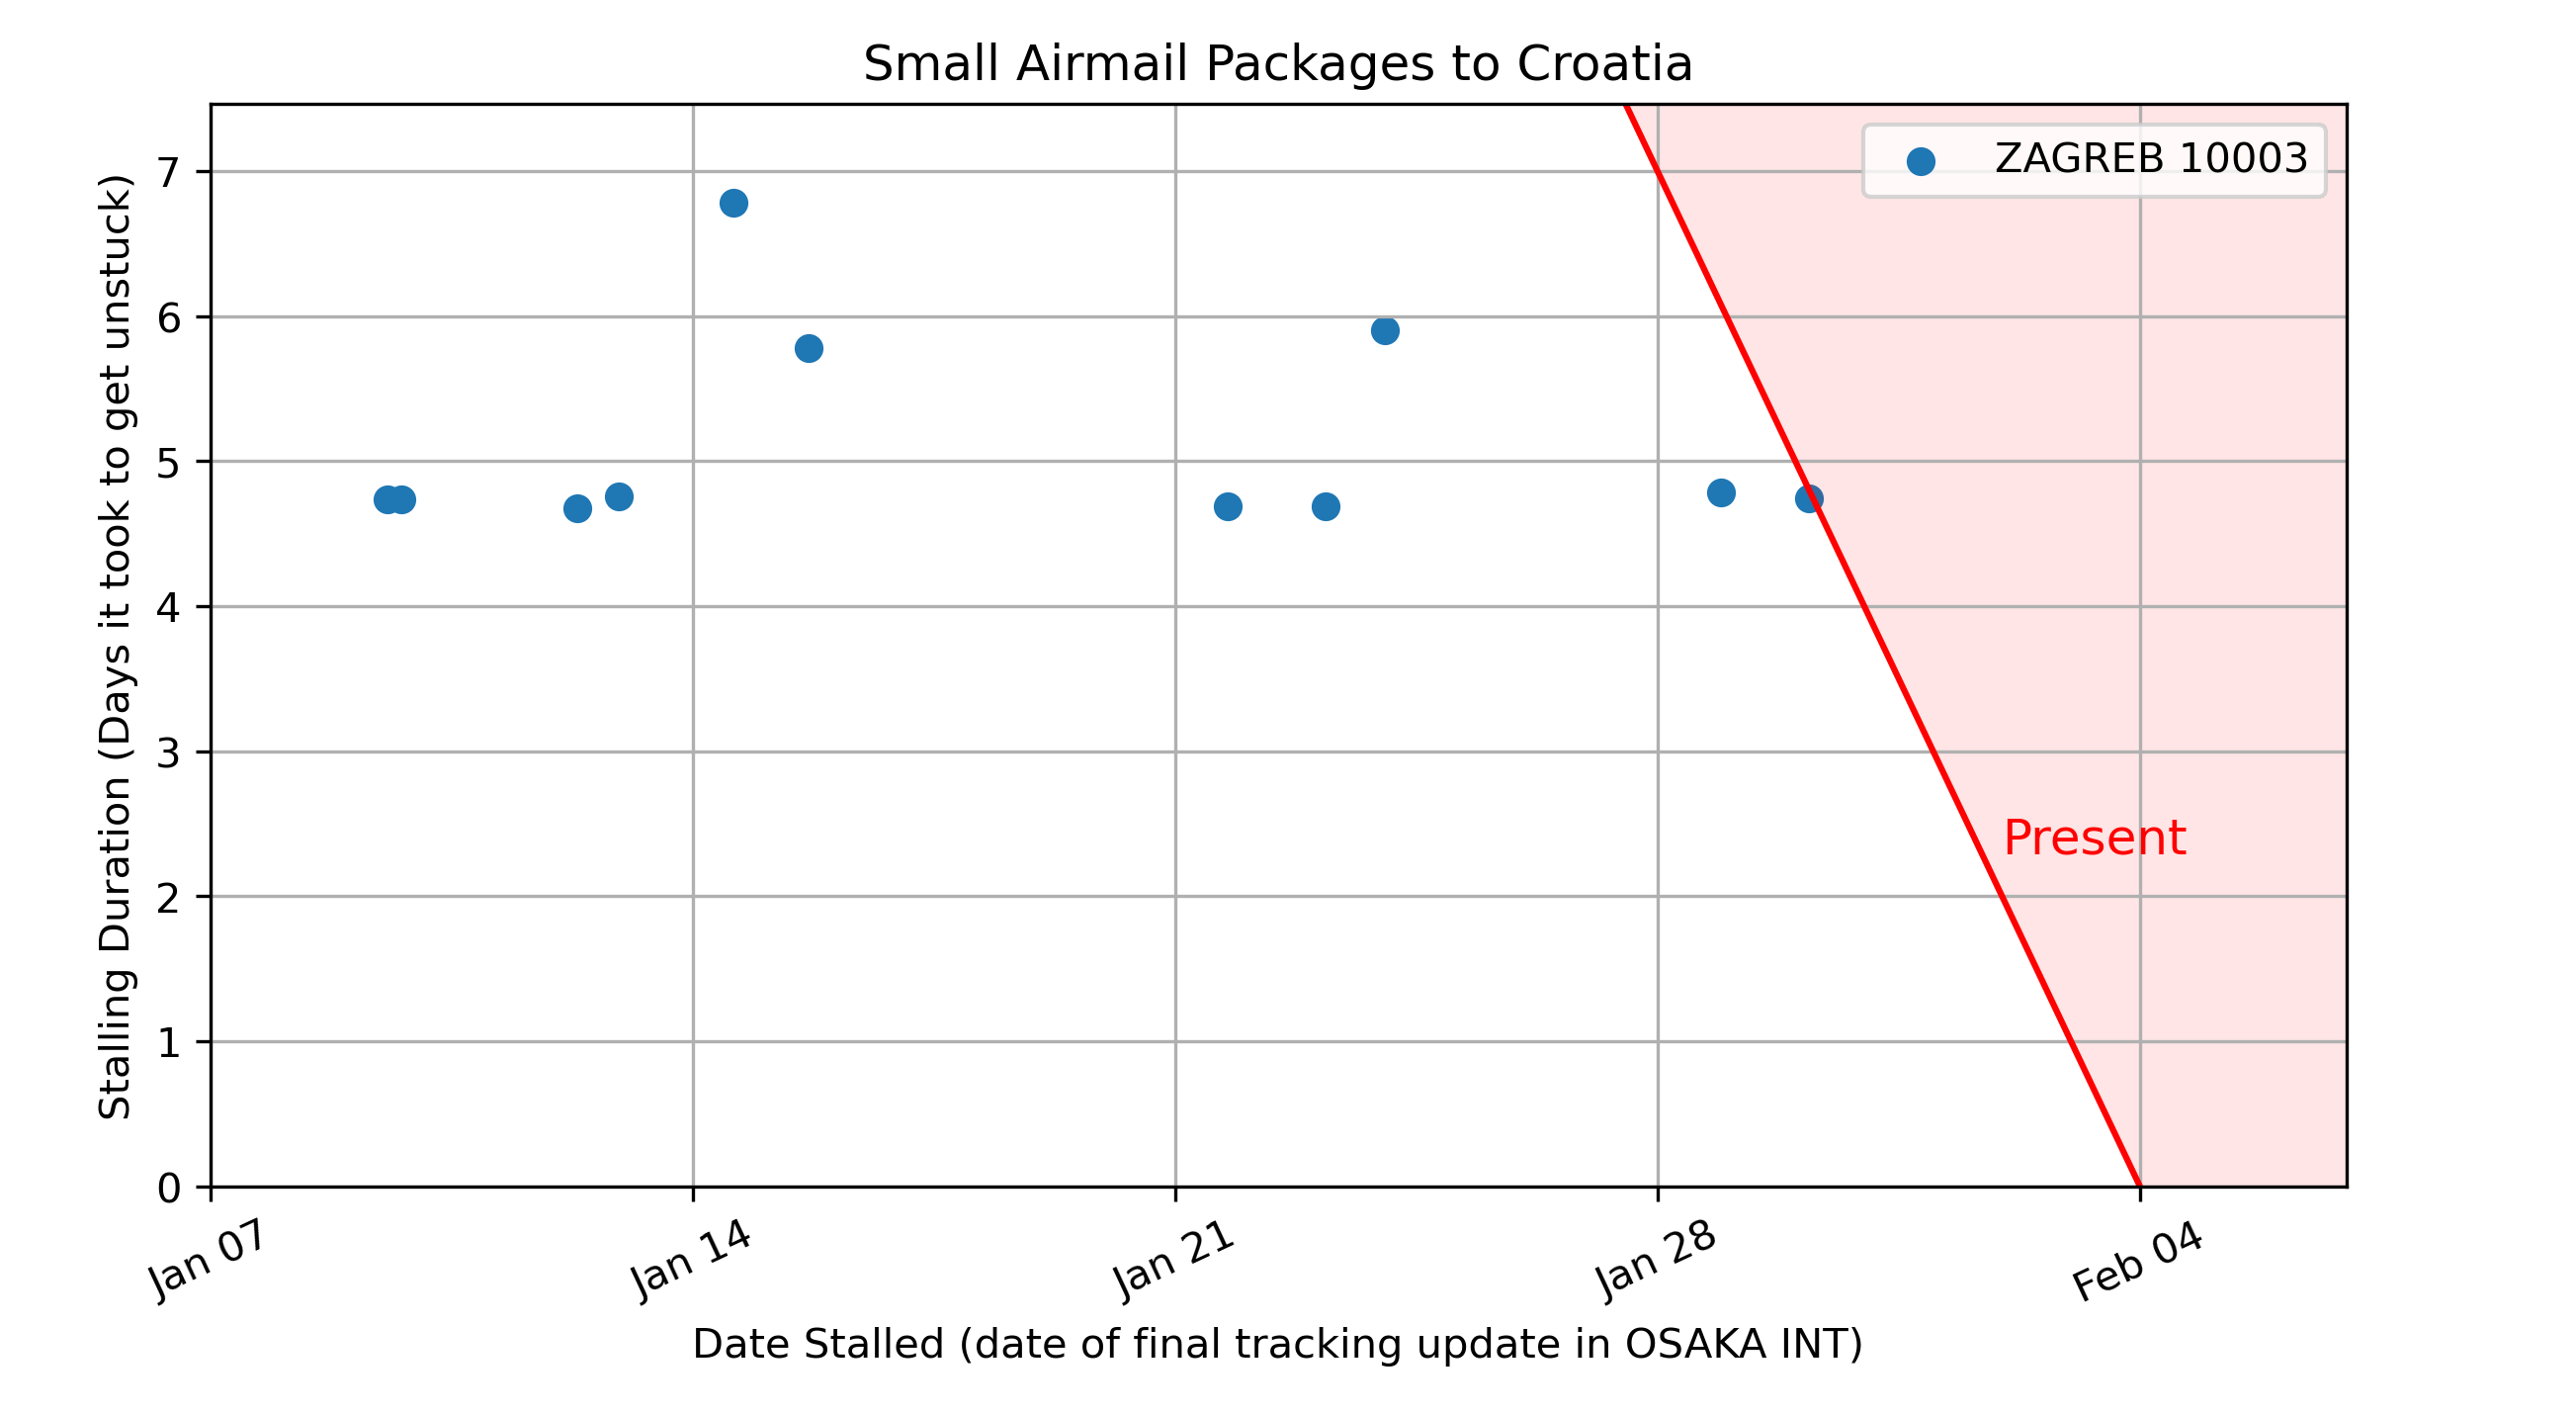 Small Airmail Packages to Croatia
ZAGREB 10003
Stalling Duration (Days it took to get unstuck)
7
6
5
4
3
2
1
0
Present
Jan 07
Jan 14
Jan 21
Jan 28
Feb 04
Date Stalled (date of final tracking update in OSAKA INT)